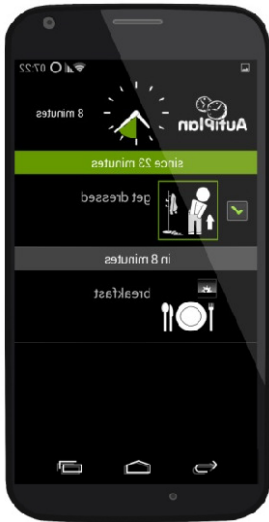 07:22
AutiPlan
8 minutes
since 23 minutes
get dressed
in 8 minutes
breakfast